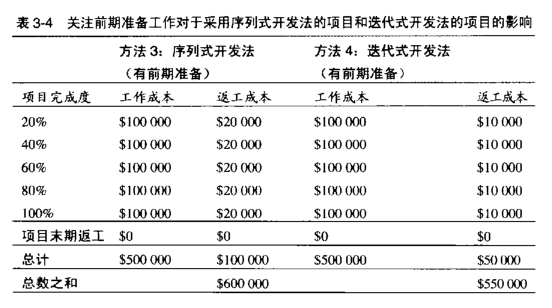 表 3-4 关注前期准备工作对于采用序列式开发法的项目和迭代式开发法的项目的影响
方法 3：序列式开发法 方法 4：迭代式开发法
（有前期准备） （有前期准备）
项目完成度 工作成本 返工成本 工作成本 返工成本
20% $100 000 $20 000 $100 000 $10 000
40% $100 000 $20 000 $100 000 $10 000
60% $100 000 $20 000 $100 000 $10 000
80% $100 000 $20 000 $100 000 $10 000
100% $100 000 $20 000 $100 000 $10 000
项目末期返工 $0 $0 $0 $0
总计 $500 000 $100 000 $500 000 $50 000
总数之和 $600 000 $550 000